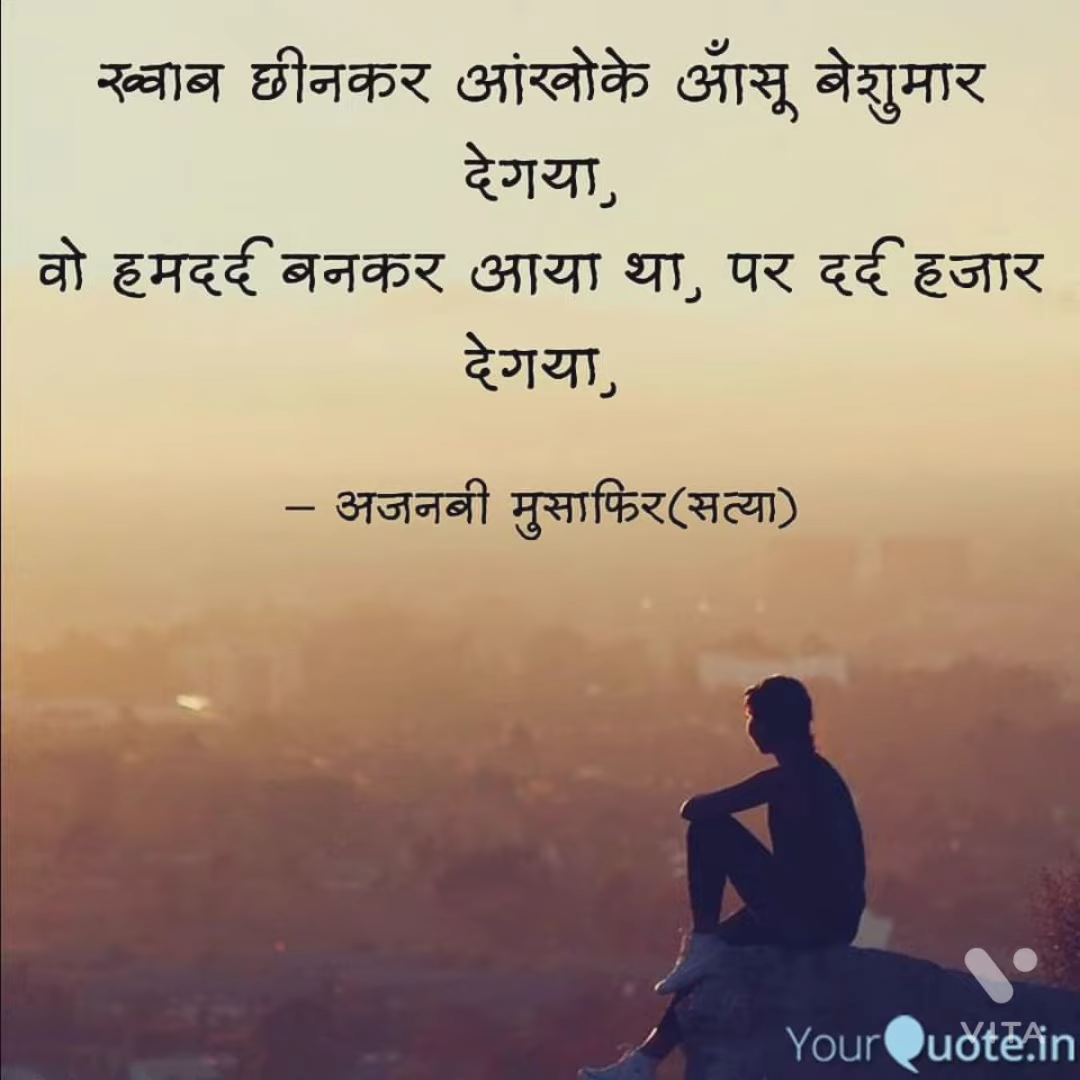 ख्वाब छीनकर आंखोके आँसू बेशुमार
देगया,
वो हमदर्द बनकर आया था, पर दर्द हजार
देगया,
– अजनबी मुसाफिर(सत्या)
VITA
YourQuote.in